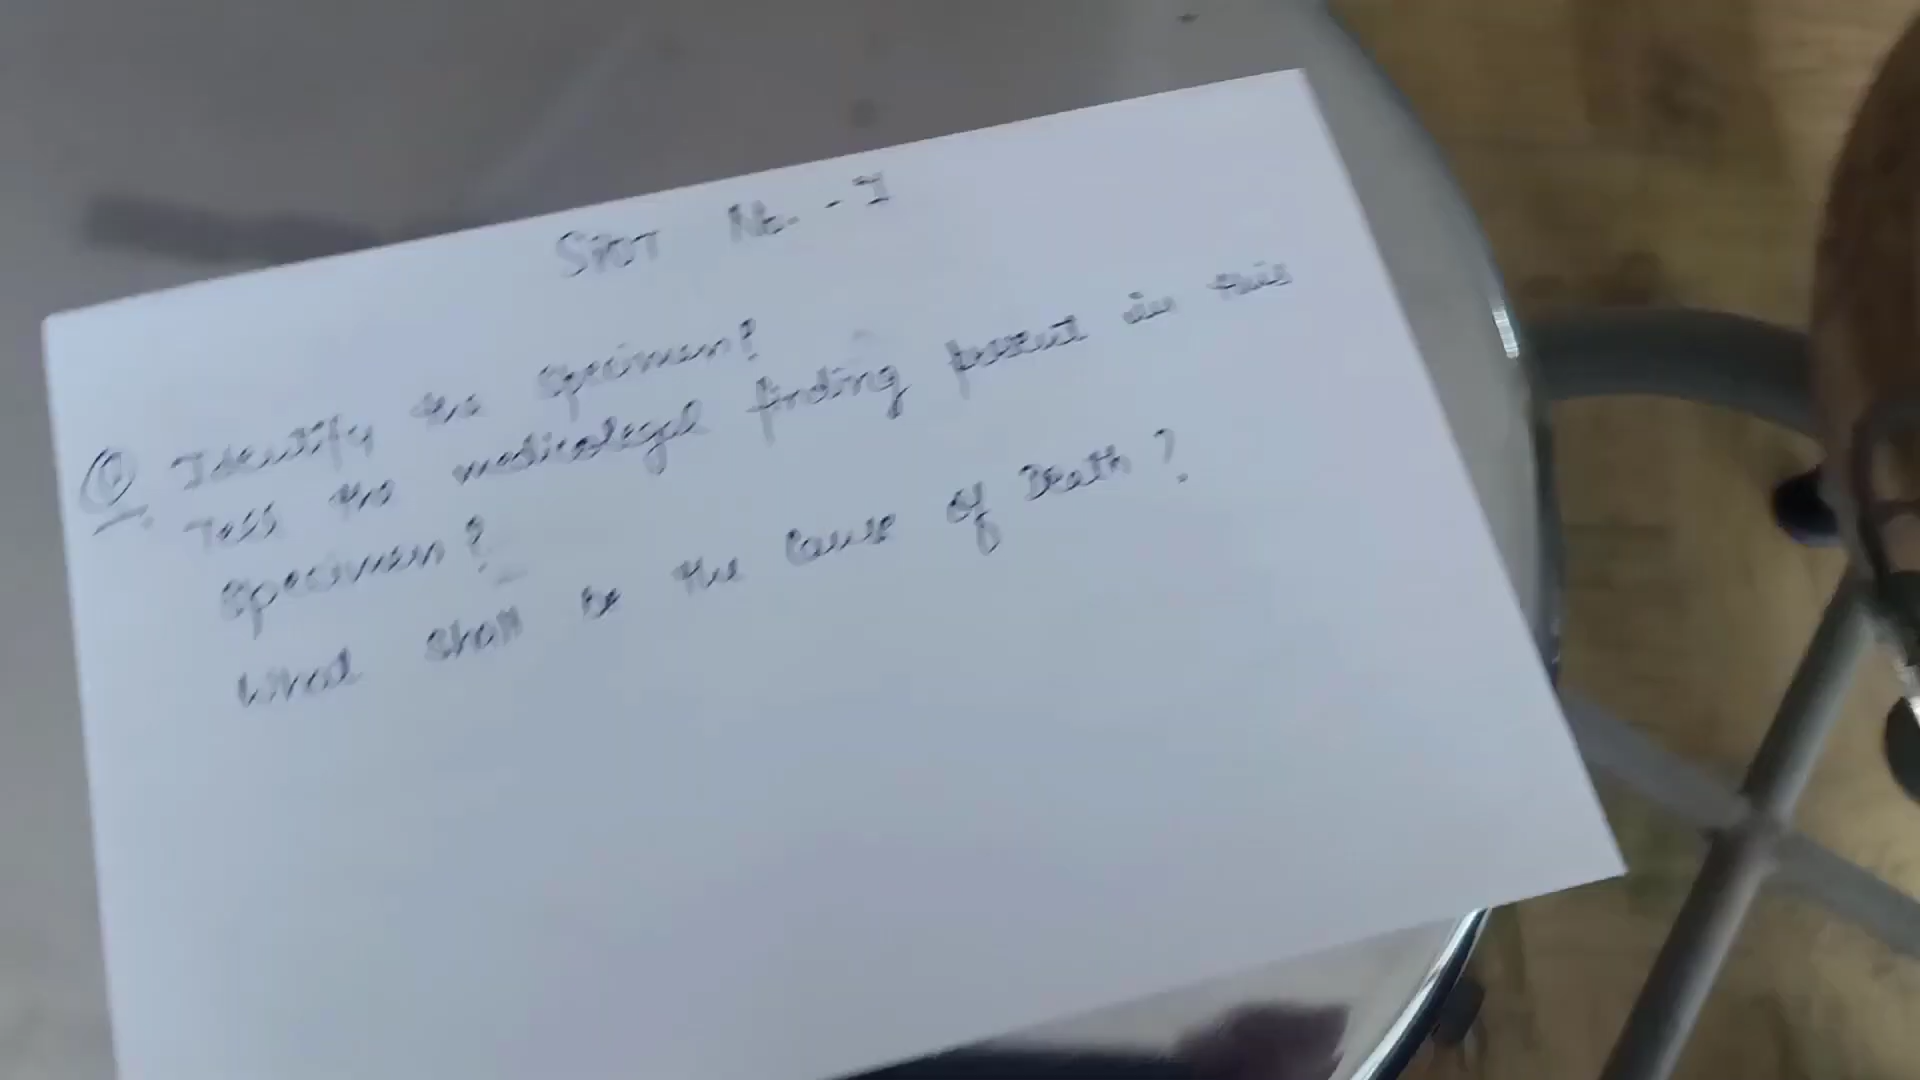 SPOT No. - I
Q. Identify the specimen?
Tell the medicolegal finding present in this
specimen?
What shall be the cause of Death?